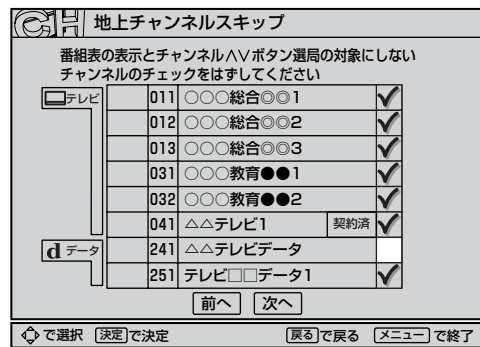 CH 地上チャンネルスキップ
番組表の表示とチャンネル∧∨ボタン選局の対象にしない
チャンネルのチェックをはずしてください
テレビ
011 ○○○総合◎◎1
012 ○○○総合◎◎2
013 ○○○総合◎◎3
031 ○○○教育●●1
032 ○○○教育●●2
041 △△テレビ1 契約済
d データ
241 △△テレビデータ
251 テレビ□□データ1
前へ 次へ
で選択 決定で決定 戻るで戻る メニューで終了